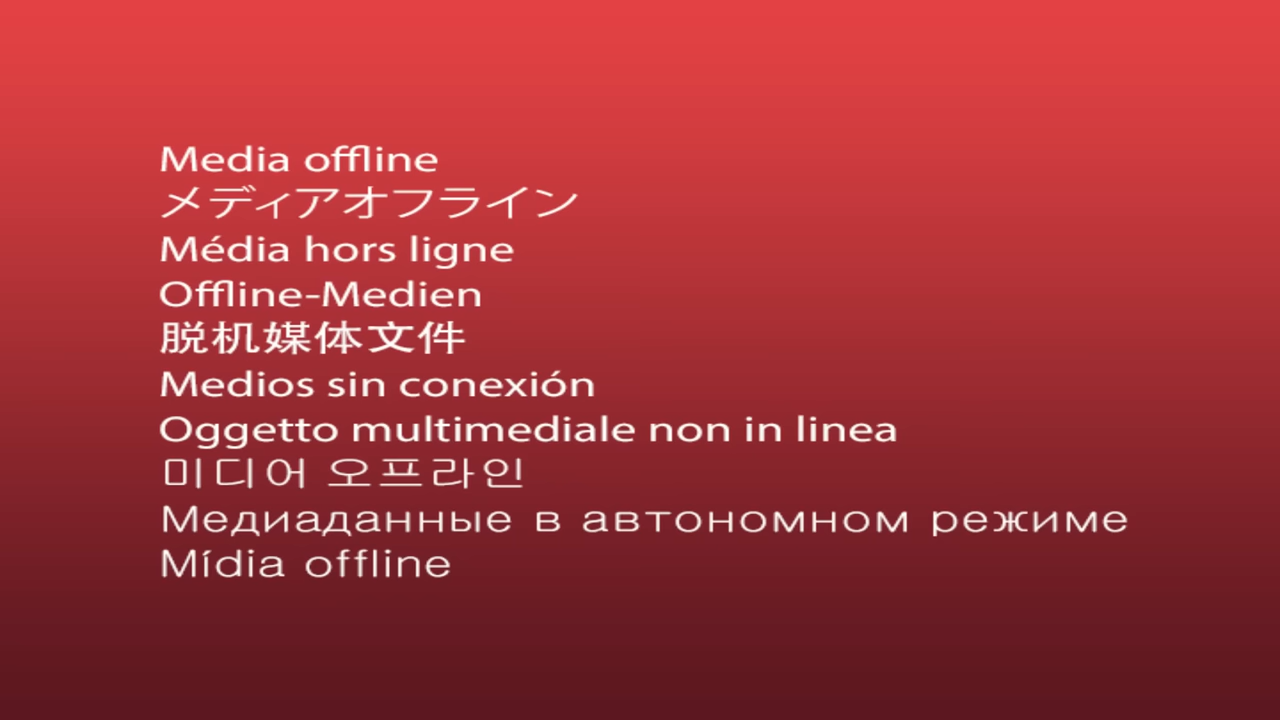 Media offline
メディアオフライン
Média hors ligne
Offline-Medien
脱机媒体文件
Medios sin conexión
Oggetto multimediale non in linea
미디어 오프라인
Медиаданные в автономном режиме
Mídia offline